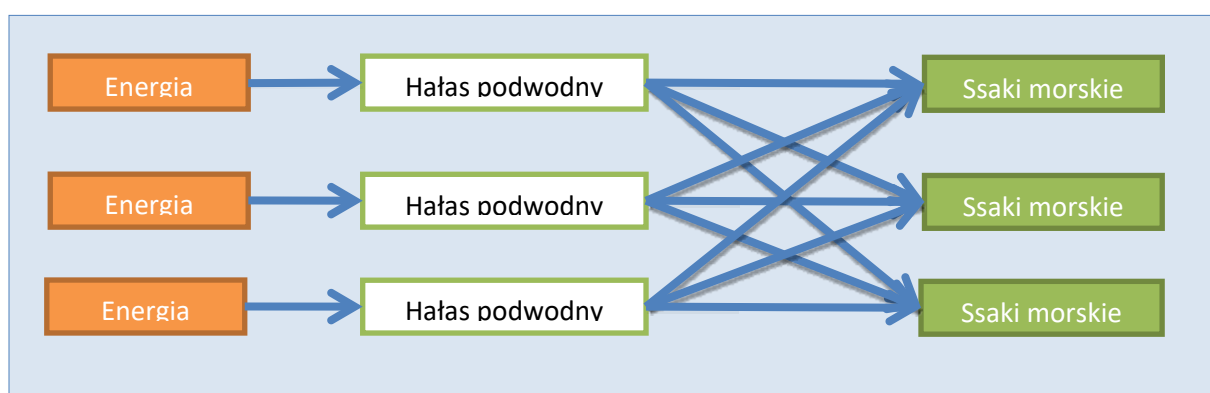 Energia
Hałas podwodny
Ssaki morskie
Energia
Hałas podwodny
Ssaki morskie
Energia
Hałas podwodny
Ssaki morskie